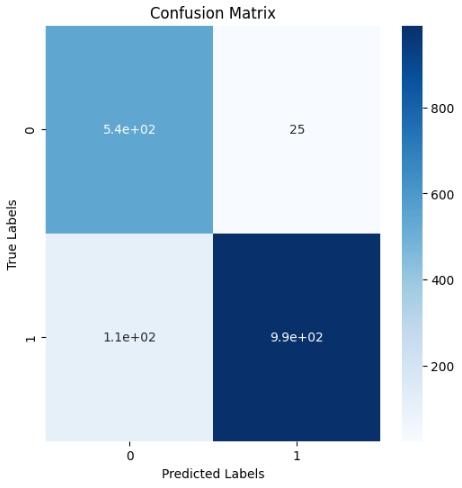 Confusion Matrix
True Labels
0
1
5.4e+02
25
1.1e+02
9.9e+02
0
1
Predicted Labels
800
600
400
200